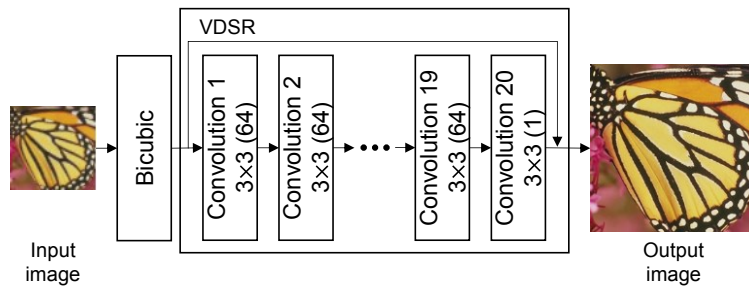 VDSR
Input
image
Bicubic
Convolution 1
3×3 (64)
Convolution 2
3×3 (64)
Convolution 19
3×3 (64)
Convolution 20
3×3 (1)
Output
image